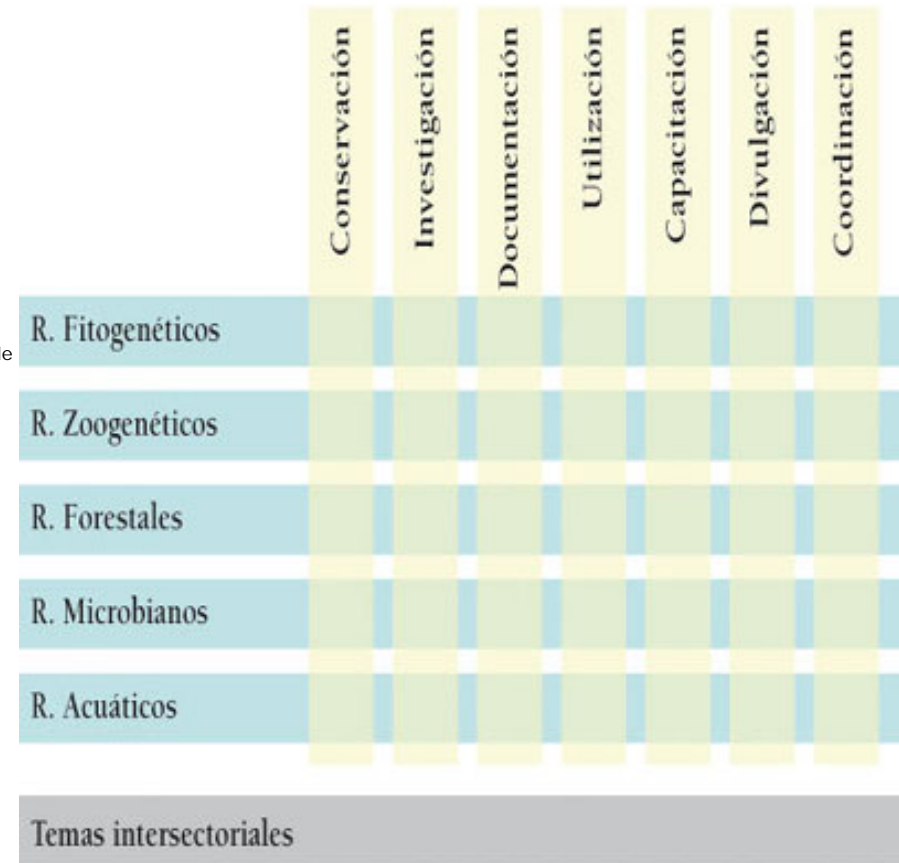 Conservación
Investigación
Documentación
Utilización
Capacitación
Divulgación
Coordinación
R. Fitogenéticos
R. Zoogenéticos
R. Forestales
R. Microbianos
R. Acuáticos
Temas intersectoriales